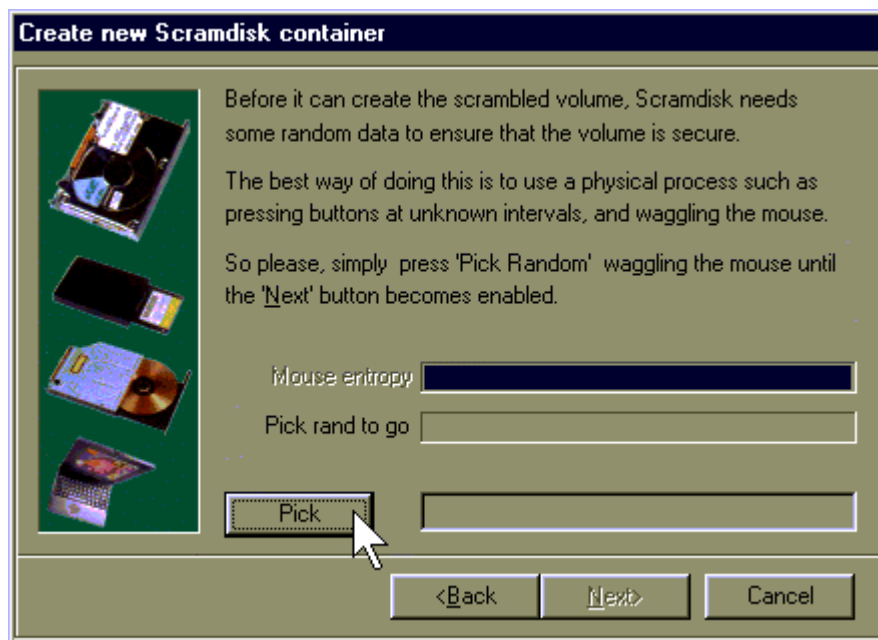 Create new Scramdisk container
Before it can create the scrambled volume, Scramdisk needs
some random data to ensure that the volume is secure.
The best way of doing this is to use a physical process such as
pressing buttons at unknown intervals, and waggling the mouse.
So please, simply  press 'Pick Random'  waggling the mouse until
the 'Next' button becomes enabled.
Mouse entropy
Pick rand to go
Pick
<Back
Next>
Cancel